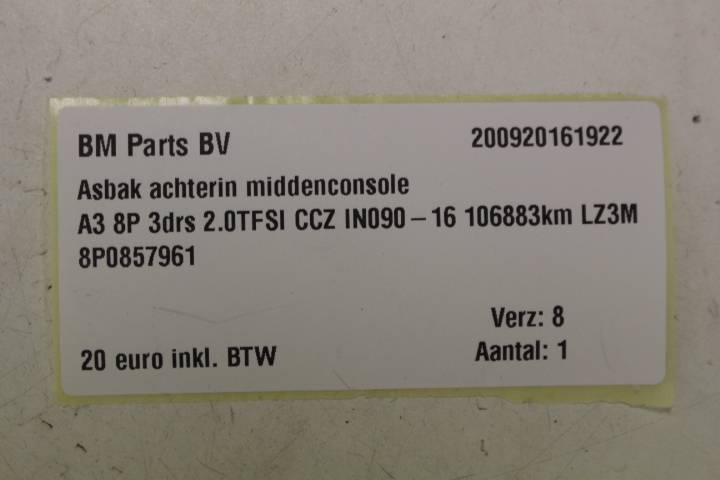 BM Parts BV 200920161922
Asbak achterin middenconsole
A3 8P 3drs 2.0TFSI CCZ IN090-16 106883km LZ3M
8P0857961
Verz: 8
20 euro inkl. BTW Aantal: 1